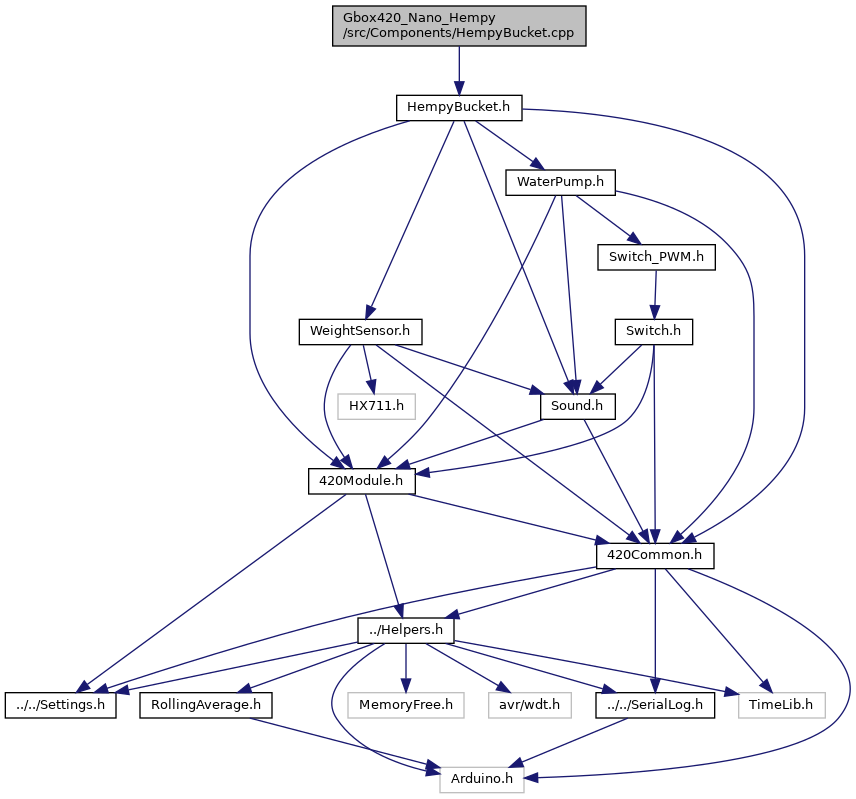 Gbox420_Nano_Hempy
/src/Components/HempyBucket.cpp
HempyBucket.h
WaterPump.h
Switch_PWM.h
WeightSensor.h
Switch.h
HX711.h
Sound.h
420Module.h
420Common.h
../Helpers.h
../../Settings.h
RollingAverage.h
MemoryFree.h
avr/wdt.h
../../SerialLog.h
TimeLib.h
Arduino.h